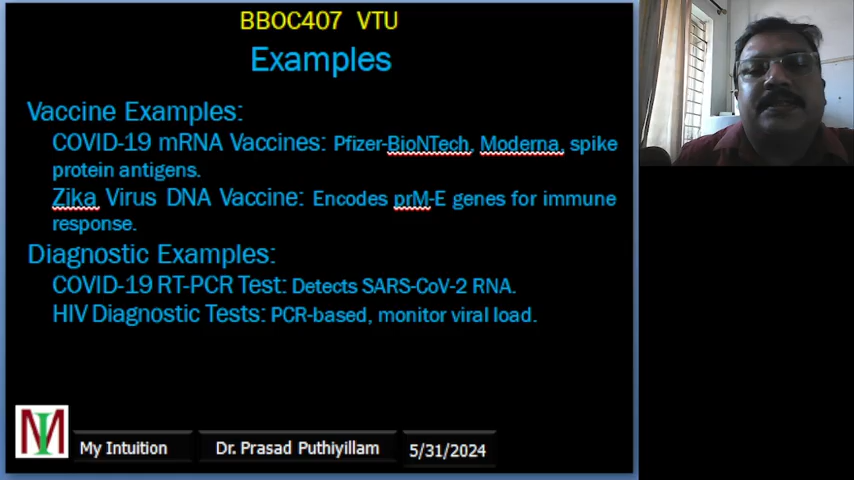 BBOC407 VTU
Examples
Vaccine Examples:
COVID-19 mRNA Vaccines: Pfizer-BioNTech, Moderna, spike
protein antigens.
Zika Virus DNA Vaccine: Encodes prM-E genes for immune
response.
Diagnostic Examples:
COVID-19 RT-PCR Test: Detects SARS-CoV-2 RNA.
HIV Diagnostic Tests: PCR-based, monitor viral load.
MI
My Intuition
Dr. Prasad Puthiyillam
5/31/2024